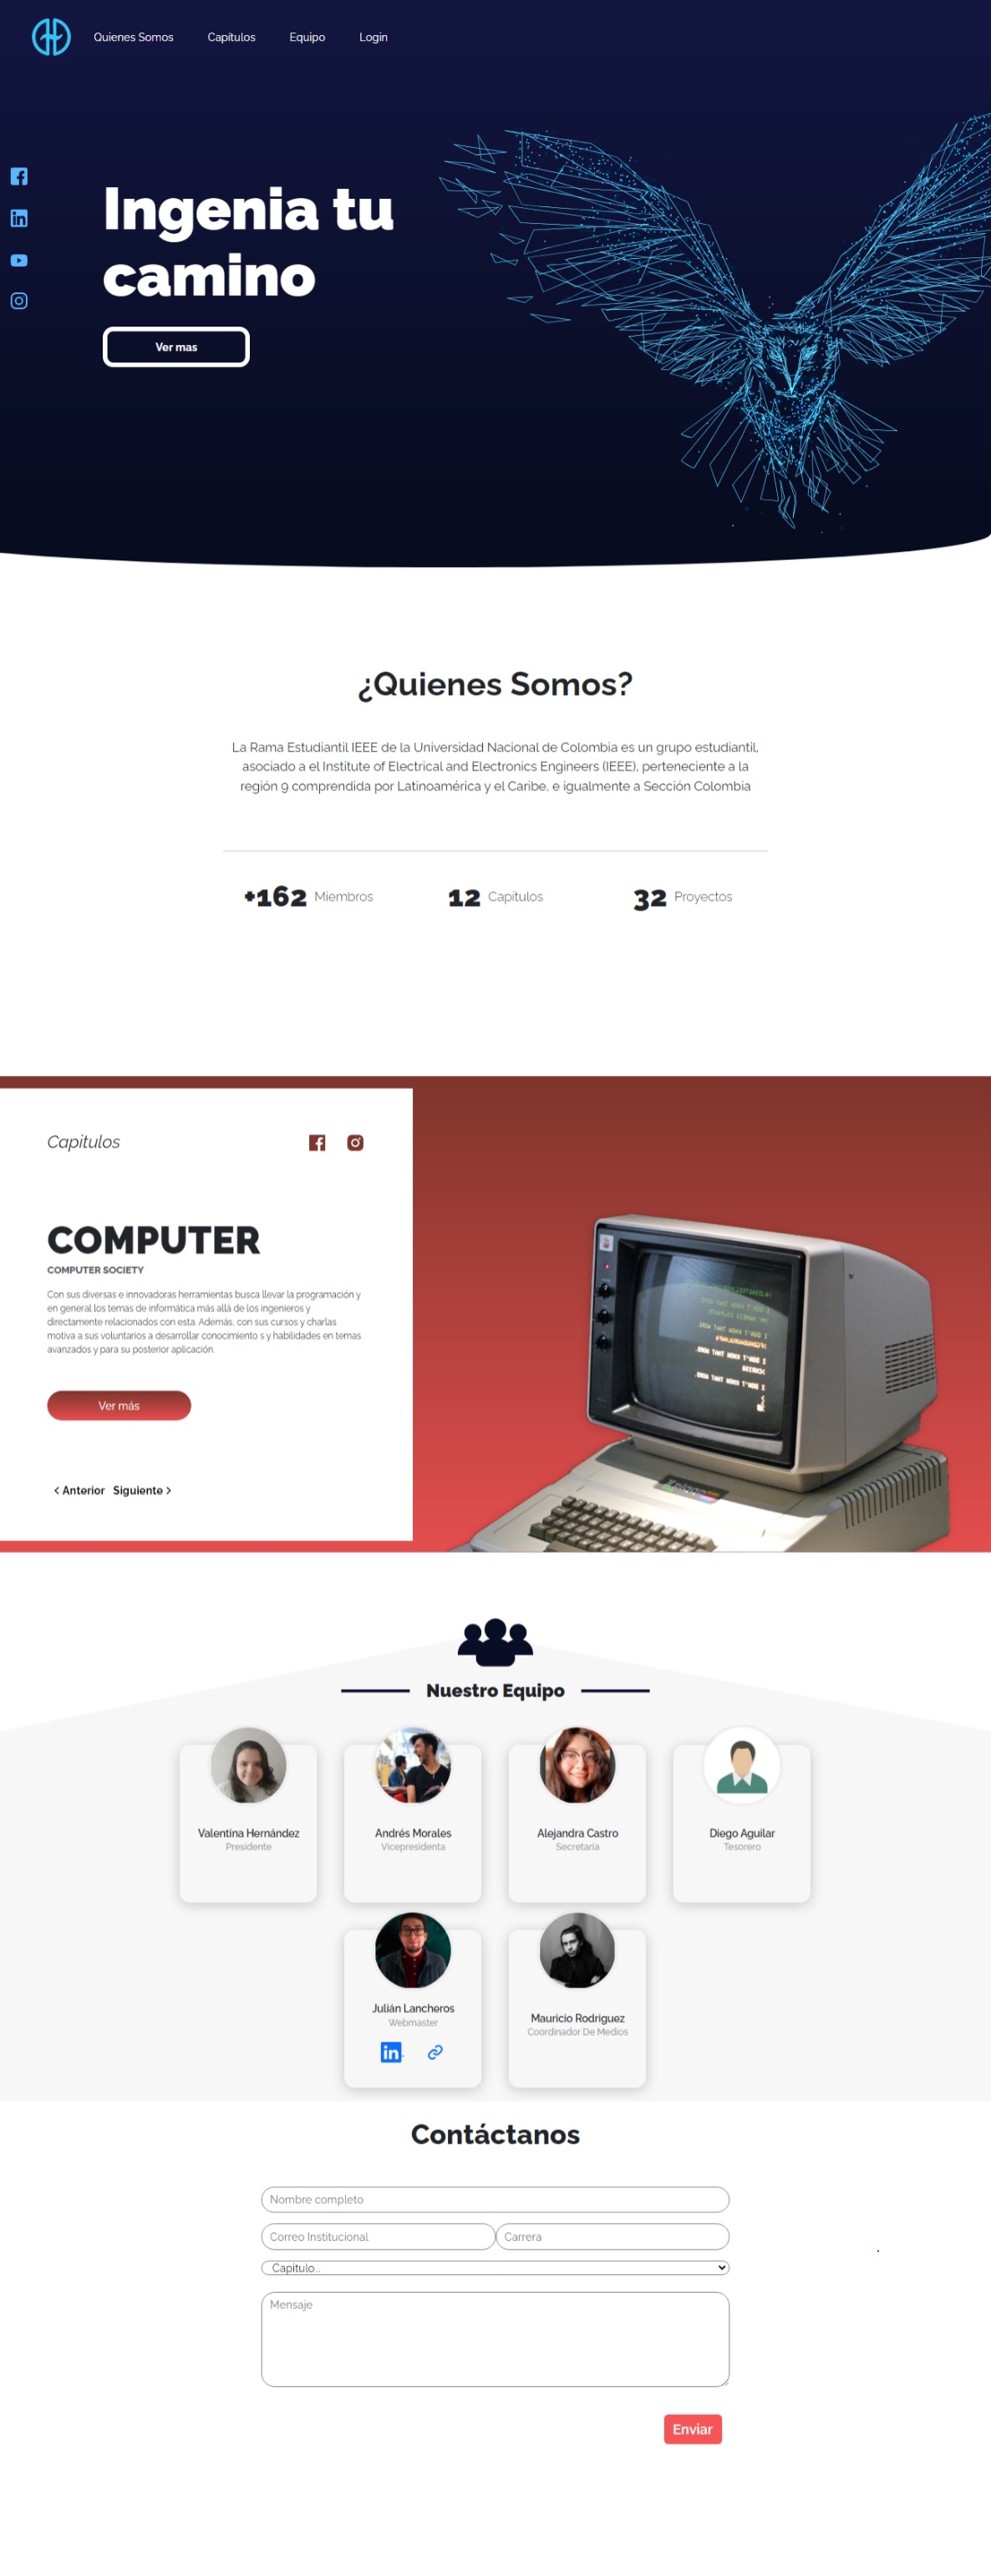 Quienes Somos
Capítulos
Equipo
Login
Ingenia tu
camino
Ver mas
¿Quienes Somos?
La Rama Estudiantil IEEE de la Universidad Nacional de Colombia es un grupo estudiantil,
asociado a el Institute of Electrical and Electronics Engineers (IEEE), perteneciente a la
región 9 comprendida por Latinoamérica y el Caribe, e igualmente a Sección Colombia
+162 Miembros
12 Capítulos
32 Proyectos
Capitulos
COMPUTER
COMPUTER SOCIETY
Con sus diversas e innovadoras herramientas busca llevar la programación y
en general los temas de informática más allá de los ingenieros y
directamente relacionados con esta. Además, con sus cursos y charlas
motiva a sus voluntarios a desarrollar conocimiento s y habilidades en temas
avanzados y para su posterior aplicación.
Ver más
Anterior
Siguiente
Nuestro Equipo
Valentina Hernández
Presidente
Andrés Morales
Vicepresidenta
Alejandra Castro
Secretaria
Diego Aguilar
Tesorero
Julián Lancheros
Webmaster
Mauricio Rodriguez
Coordinador De Medios
Contáctanos
Nombre completo
Correo Institucional
Carrera
Capitulo...
Mensaje
Enviar